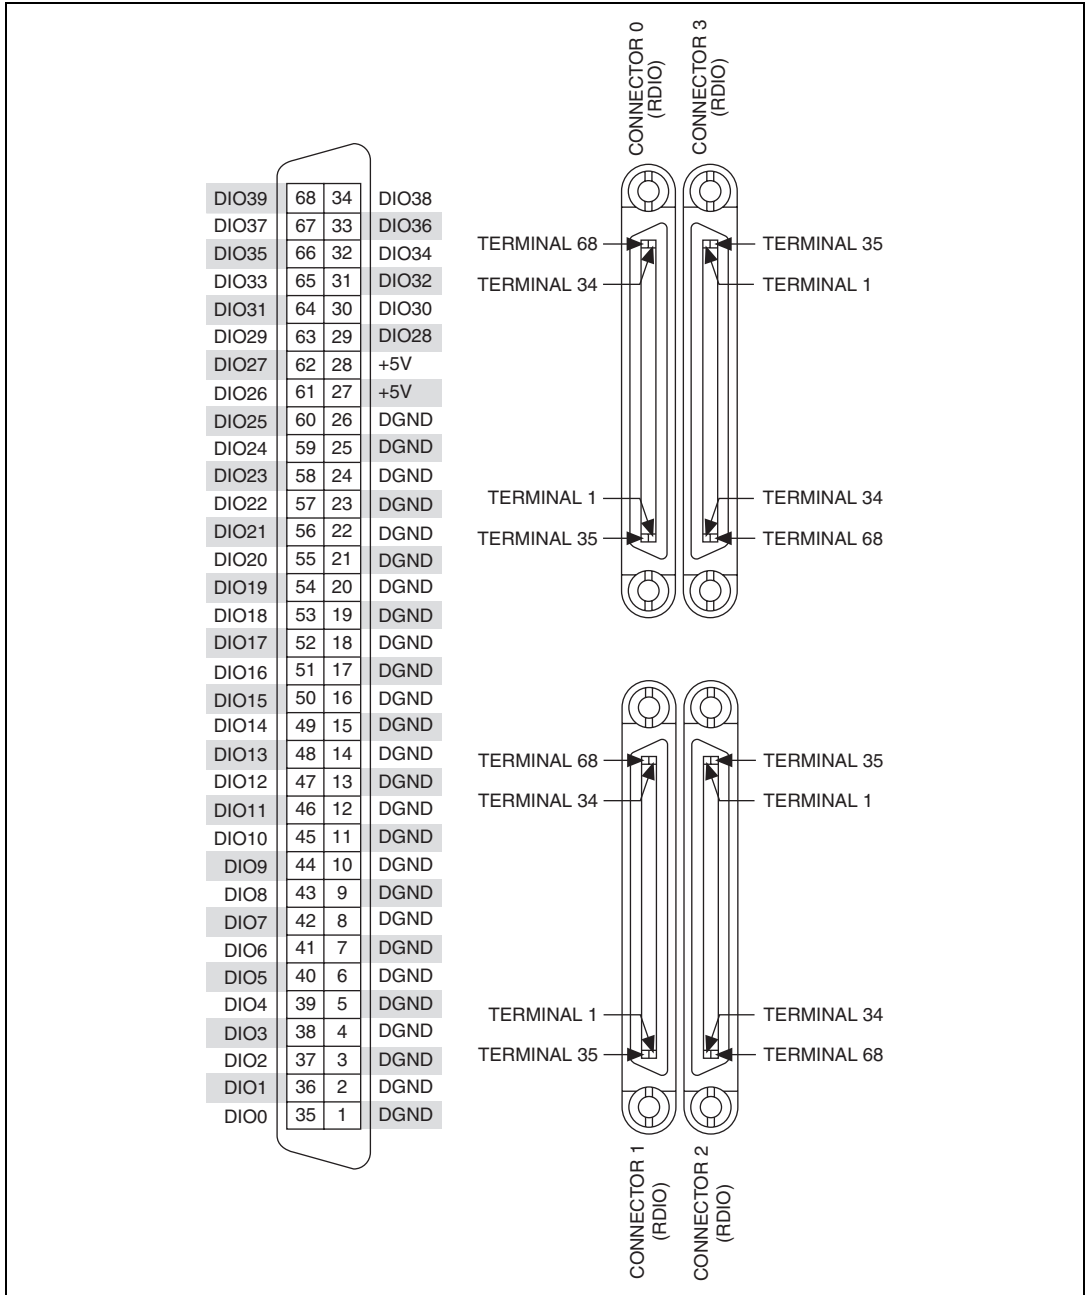 CONNECTOR 0
(RDIO)
CONNECTOR 3
(RDIO)
DIO39 68 34 DIO38
DIO37 67 33 DIO36
DIO35 66 32 DIO34
DIO33 65 31 DIO32
DIO31 64 30 DIO30
DIO29 63 29 DIO28
DIO27 62 28 +5V
DIO26 61 27 +5V
DIO25 60 26 DGND
DIO24 59 25 DGND
DIO23 58 24 DGND
DIO22 57 23 DGND
DIO21 56 22 DGND
DIO20 55 21 DGND
DIO19 54 20 DGND
DIO18 53 19 DGND
DIO17 52 18 DGND
DIO16 51 17 DGND
DIO15 50 16 DGND
DIO14 49 15 DGND
DIO13 48 14 DGND
DIO12 47 13 DGND
DIO11 46 12 DGND
DIO10 45 11 DGND
DIO9 44 10 DGND
DIO8 43 9 DGND
DIO7 42 8 DGND
DIO6 41 7 DGND
DIO5 40 6 DGND
DIO4 39 5 DGND
DIO3 38 4 DGND
DIO2 37 3 DGND
DIO1 36 2 DGND
DIO0 35 1 DGND
TERMINAL 68
TERMINAL 35
TERMINAL 34
TERMINAL 1
TERMINAL 1
TERMINAL 34
TERMINAL 35
TERMINAL 68
TERMINAL 68
TERMINAL 35
TERMINAL 34
TERMINAL 1
TERMINAL 1
TERMINAL 34
TERMINAL 35
TERMINAL 68
CONNECTOR 1
(RDIO)
CONNECTOR 2
(RDIO)